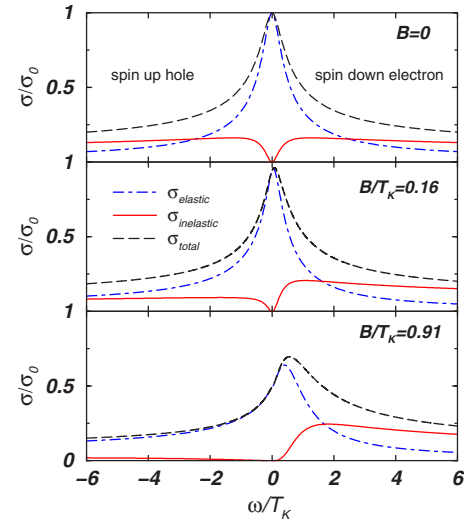 1
B=0
spin up hole
spin down electron
σ/σ0
0.5
1
B/TK=0.16
σelastic
σinelastic
σtotal
σ/σ0
0.5
1
B/TK=0.91
σ/σ0
0.5
0
−6 −4 −2 0 2 4 6
ω/TK